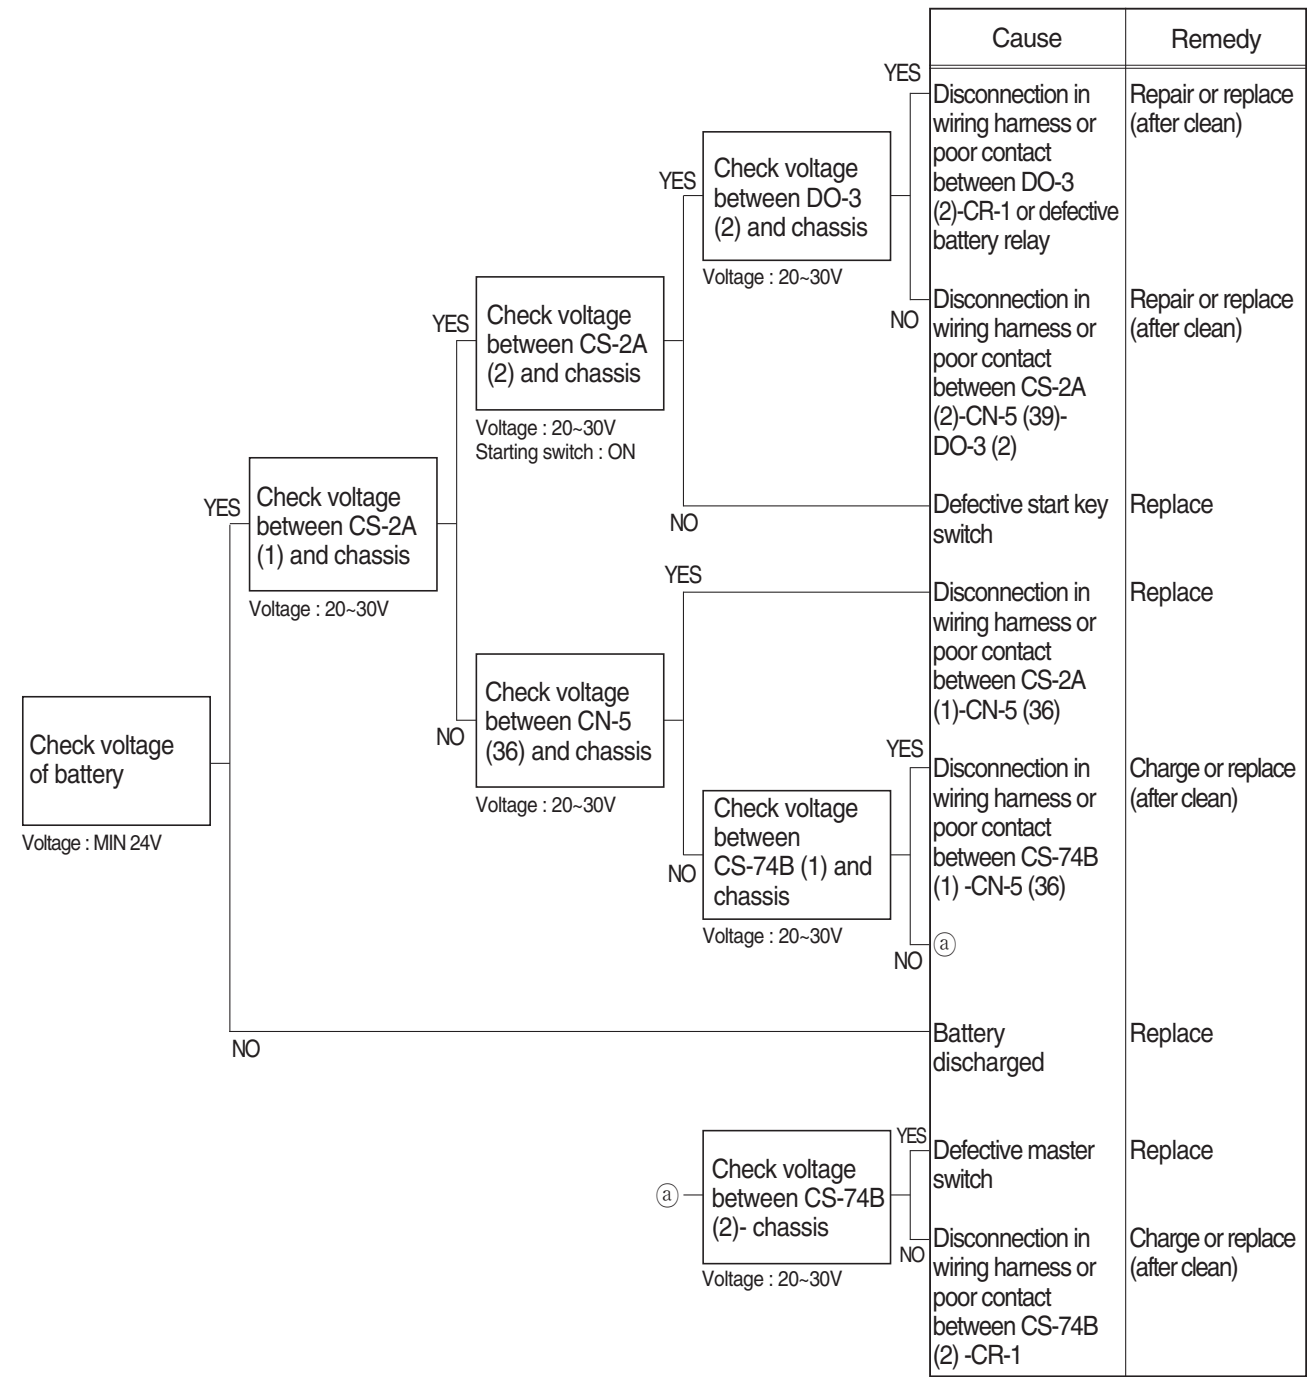 Cause
Remedy
YES
Disconnection in
wiring harness or
poor contact
between DO-3
(2)-CR-1 or defective
battery relay
Repair or replace
(after clean)
YES
Check voltage
between DO-3
(2) and chassis
Voltage : 20~30V
NO
Disconnection in
wiring harness or
poor contact
between CS-2A
(2)-CN-5 (39)-
DO-3 (2)
Repair or replace
(after clean)
YES
Check voltage
between CS-2A
(2) and chassis
Voltage : 20~30V
Starting switch : ON
NO
Defective start key
switch
Replace
YES
Check voltage
between CS-2A
(1) and chassis
Voltage : 20~30V
YES
Disconnection in
wiring harness or
poor contact
between CS-2A
(1)-CN-5 (36)
Replace
NO
Check voltage
between CN-5
(36) and chassis
Voltage : 20~30V
Check voltage
of battery
Voltage : MIN 24V
YES
Disconnection in
wiring harness or
poor contact
between CS-74B
(1) -CN-5 (36)
Charge or replace
(after clean)
NO
Check voltage
between
CS-74B (1) and
chassis
Voltage : 20~30V
NO
ⓐ
NO
Battery
discharged
Replace
ⓐ
Check voltage
between CS-74B
(2)- chassis
Voltage : 20~30V
YES
Defective master
switch
Replace
NO
Disconnection in
wiring harness or
poor contact
between CS-74B
(2) -CR-1
Charge or replace
(after clean)